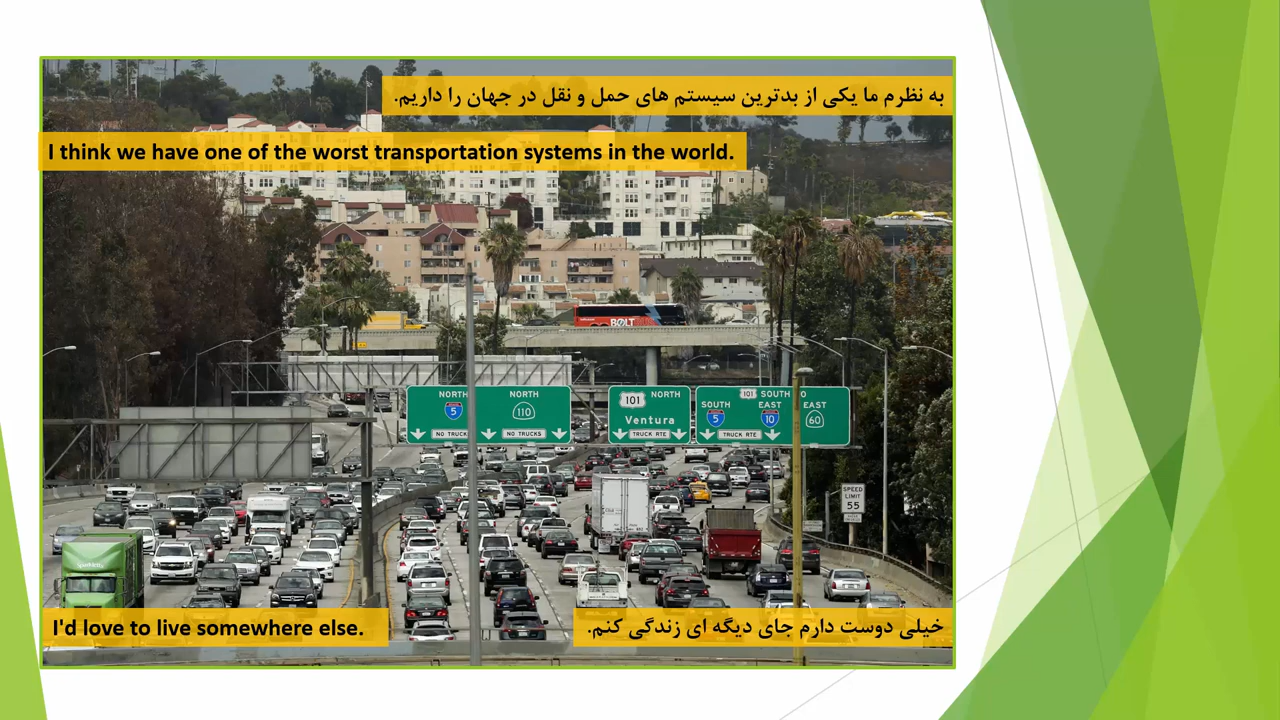 به نظرم ما یکی از بدترین سیستم های حمل و نقل در جهان را داریم.
I think we have one of the worst transportation systems in the world.
BOLT
NORTH
5
NO TRUCK
NORTH
110
NO TRUCKS
101 NORTH
Ventura
TRUCK RTE
101 SOUTH
SOUTH EAST EAST
5 10 60
TRUCK RTE
SPEED
LIMIT
55
I'd love to live somewhere else.
خیلی دوست دارم جای دیگه ای زندگی کنم.